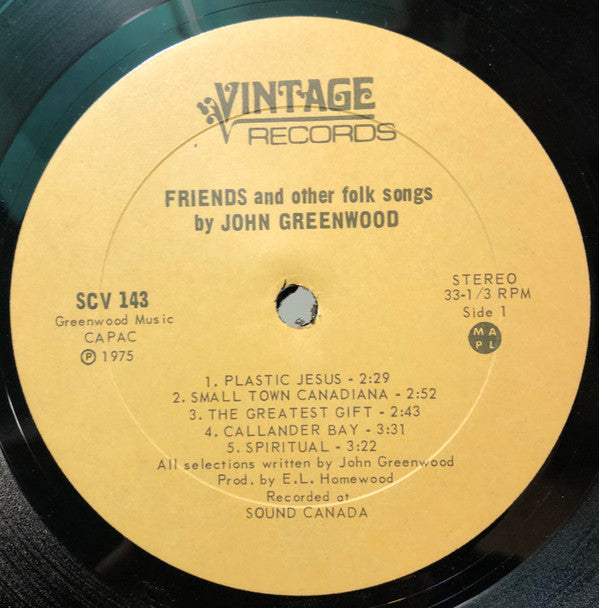 VINTAGE
RECORDS
FRIENDS and other folk songs
by JOHN GREENWOOD
SCV 143
Greenwood Music
CAPAC
Ⓟ 1975
STEREO
33-1/3 RPM
Side 1
M A
P L
1. PLASTIC JESUS - 2:29
2. SMALL TOWN CANADIANA - 2:52
3. THE GREATEST GIFT - 2:43
4. CALLANDER BAY - 3:31
5. SPIRITUAL - 3:22
All selections written by John Greenwood
Prod. by E.L. Homewood
Recorded at
SOUND CANADA